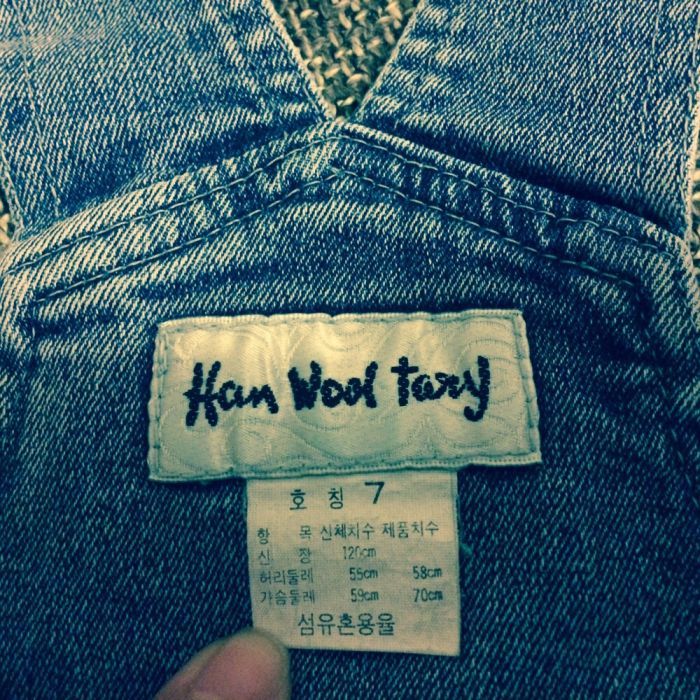 Han Wool tary
호 칭 7
항 목 신체치수 제품치수
신 장 120cm
허리둘레 55cm 58cm
가슴둘레 59cm 70cm
섬유혼용율